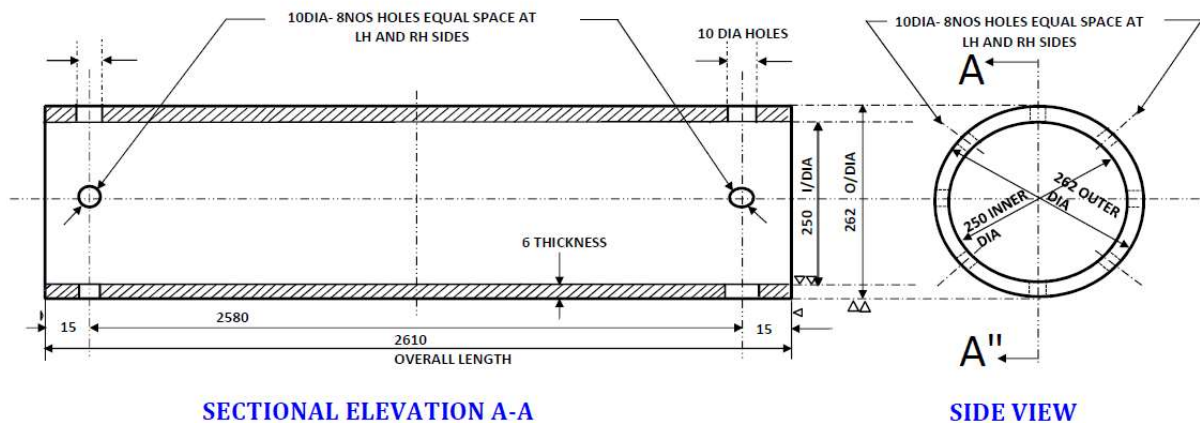 10DIA- 8NOS HOLES EQUAL SPACE AT
LH AND RH SIDES
10 DIA HOLES
10DIA- 8NOS HOLES EQUAL SPACE AT
LH AND RH SIDES
A
250 I/DIA
262 O/DIA
262 OUTER
DIA
250 INNER
DIA
6 THICKNESS
15
2580
15
2610
OVERALL LENGTH
A"
SECTIONAL ELEVATION A-A
SIDE VIEW